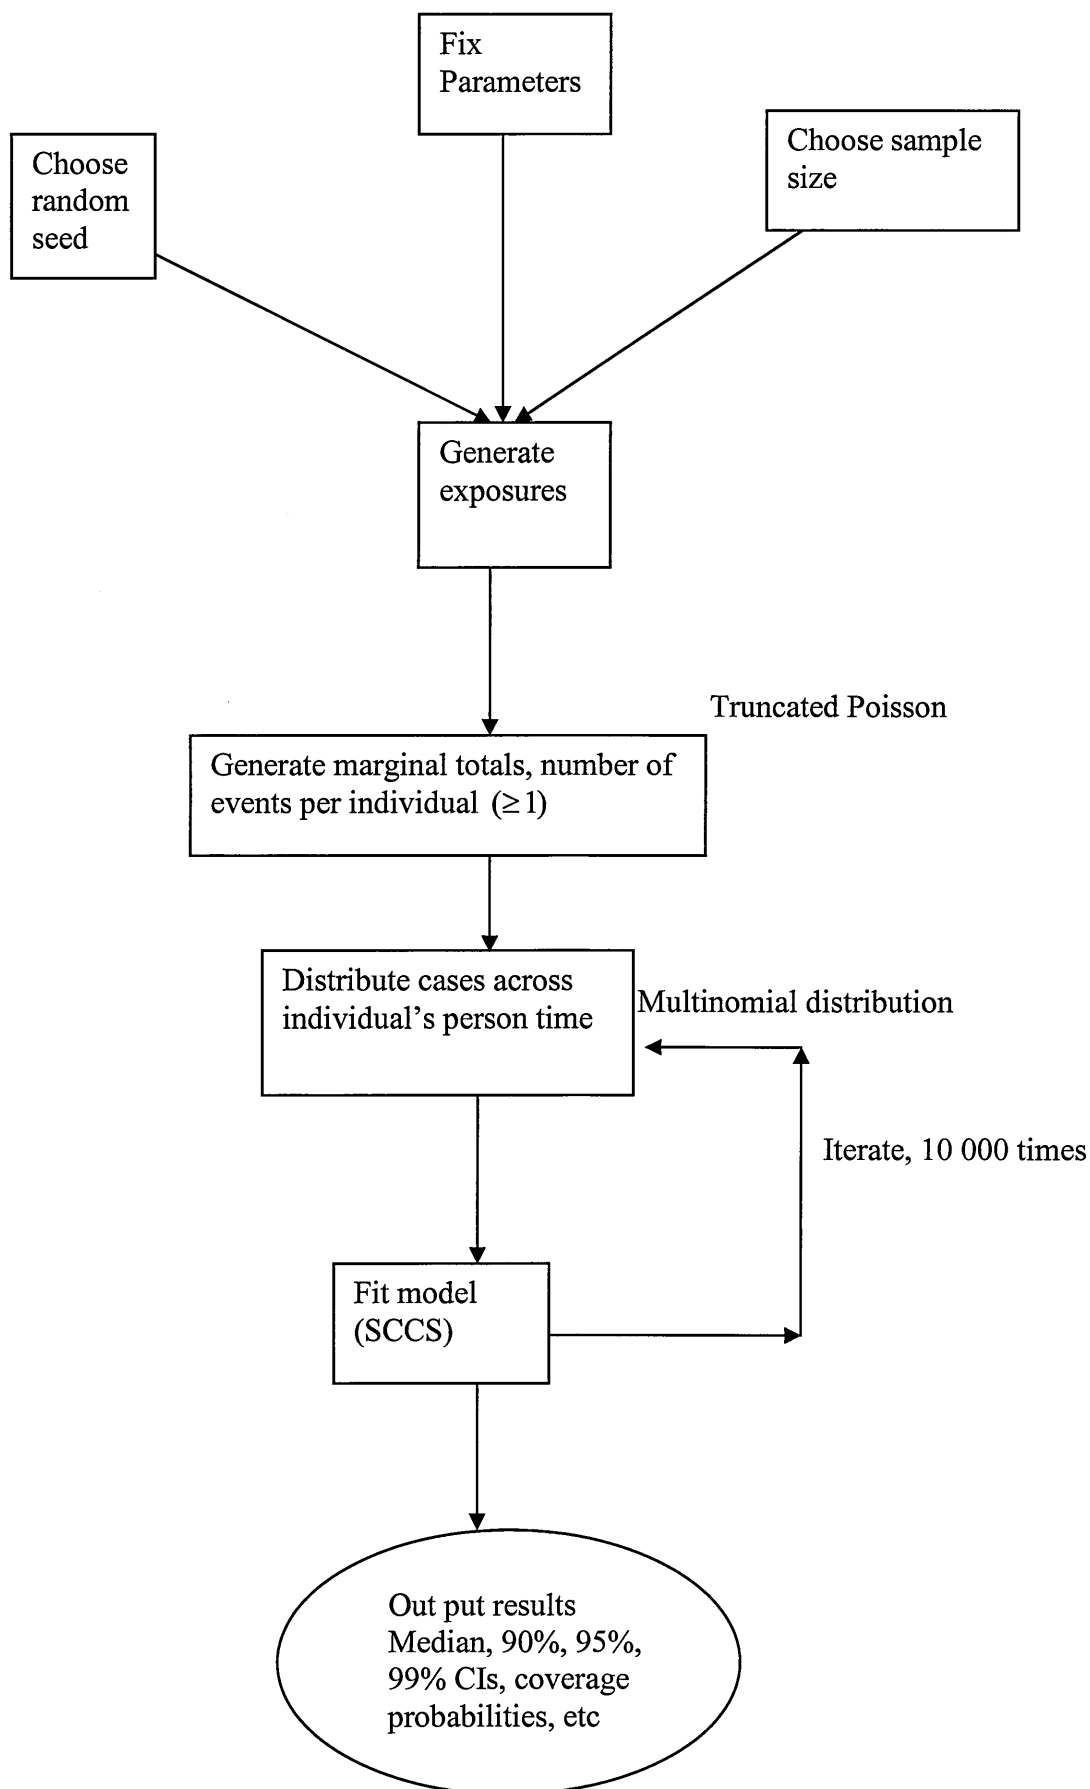 Fix
Parameters
Choose
random
seed
Choose sample
size
Generate
exposures
Truncated Poisson
Generate marginal totals, number of
events per individual (≥1)
Distribute cases across
individual’s person time
Multinomial distribution
Iterate, 10 000 times
Fit model
(SCCS)
Out put results
Median, 90%, 95%,
99% CIs, coverage
probabilities, etc